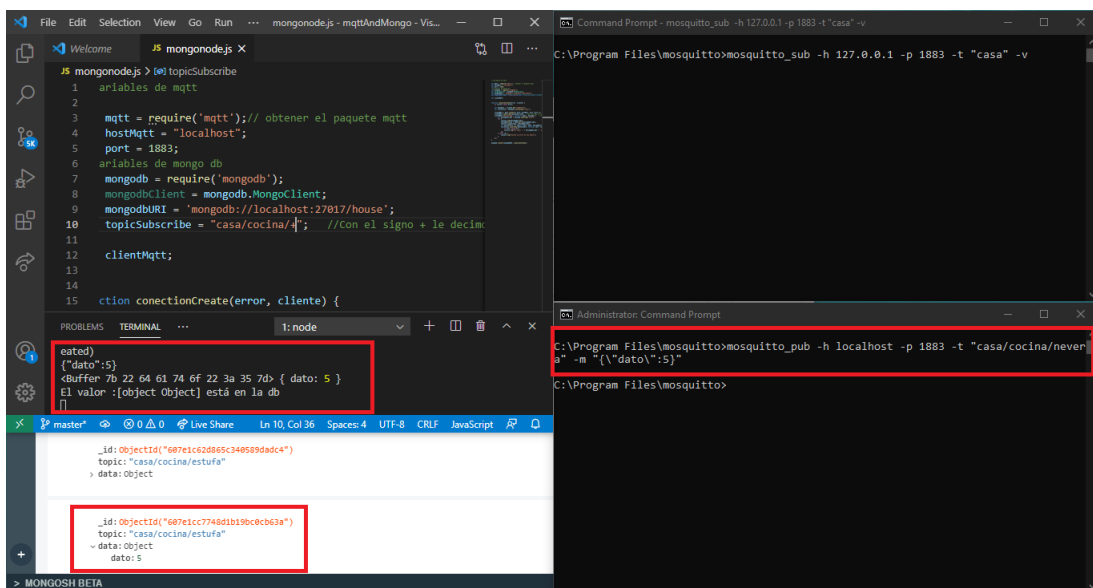 File Edit Selection View Go Run ··· mongonode.js - mqttAndMongo - Vis...
Welcome
JS mongonode.js
JS mongonode.js > topicSubscribe
1 ariables de mqtt
2
3 mqtt = require('mqtt');// obtener el paquete mqtt
4 hostMqtt = "localhost";
5 port = 1883;
6 ariables de mongo db
7 mongodb = require('mongodb');
8 mongodbClient = mongodb.MongoClient;
9 mongodbURI = 'mongodb://localhost:27017/house';
10 topicSubscribe = "casa/cocina/+"; //Con el signo + le decimo
11
12 clientMqtt;
13
14
15 ction conectionCreate(error, cliente) {
5K
PROBLEMS TERMINAL ··· 1: node
eated)
{"dato":5}
<Buffer 7b 22 64 61 74 6f 22 3a 35 7d> { dato: 5 }
El valor :[object Object] está en la db
1
master* 0 0 Live Share Ln 10, Col 36 Spaces: 4 UTF-8 CRLF JavaScript
_id: ObjectId("607e1c62d865c340589dadc4")
topic: "casa/cocina/estufa"
> data: Object
_id: ObjectId("607e1cc7748d1b19bc0cb63a")
topic: "casa/cocina/estufa"
data: Object
dato: 5
> MONGOSH BETA
Command Prompt - mosquitto_sub -h 127.0.0.1 -p 1883 -t "casa" -v
C:\Program Files\mosquitto>mosquitto_sub -h 127.0.0.1 -p 1883 -t "casa" -v
Administrator: Command Prompt
C:\Program Files\mosquitto>mosquitto_pub -h localhost -p 1883 -t "casa/cocina/never
a" -m "{\"dato\":5}"
C:\Program Files\mosquitto>